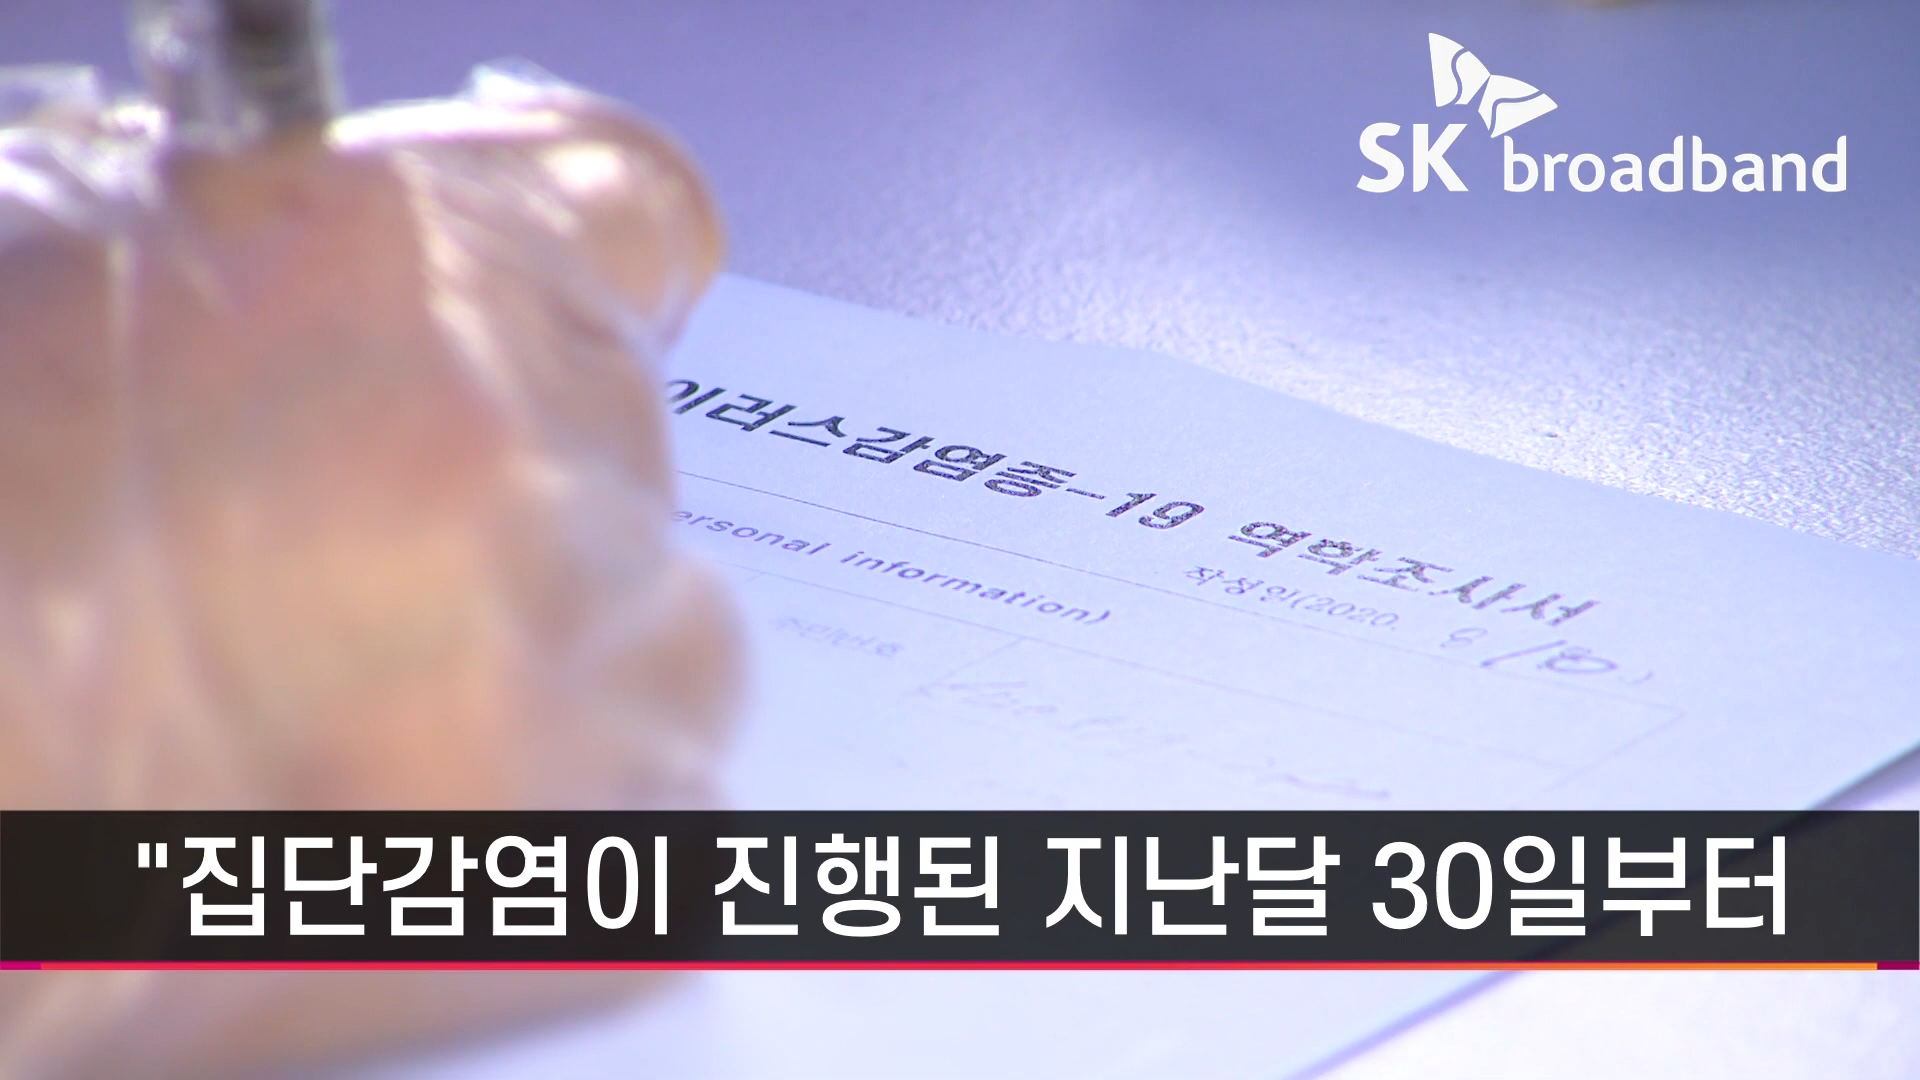 SK broadband
이러스감염증-19 역학조사서
작성일(2020. 9/10.)
ersonal information)
"집단감염이 진행된 지난달 30일부터